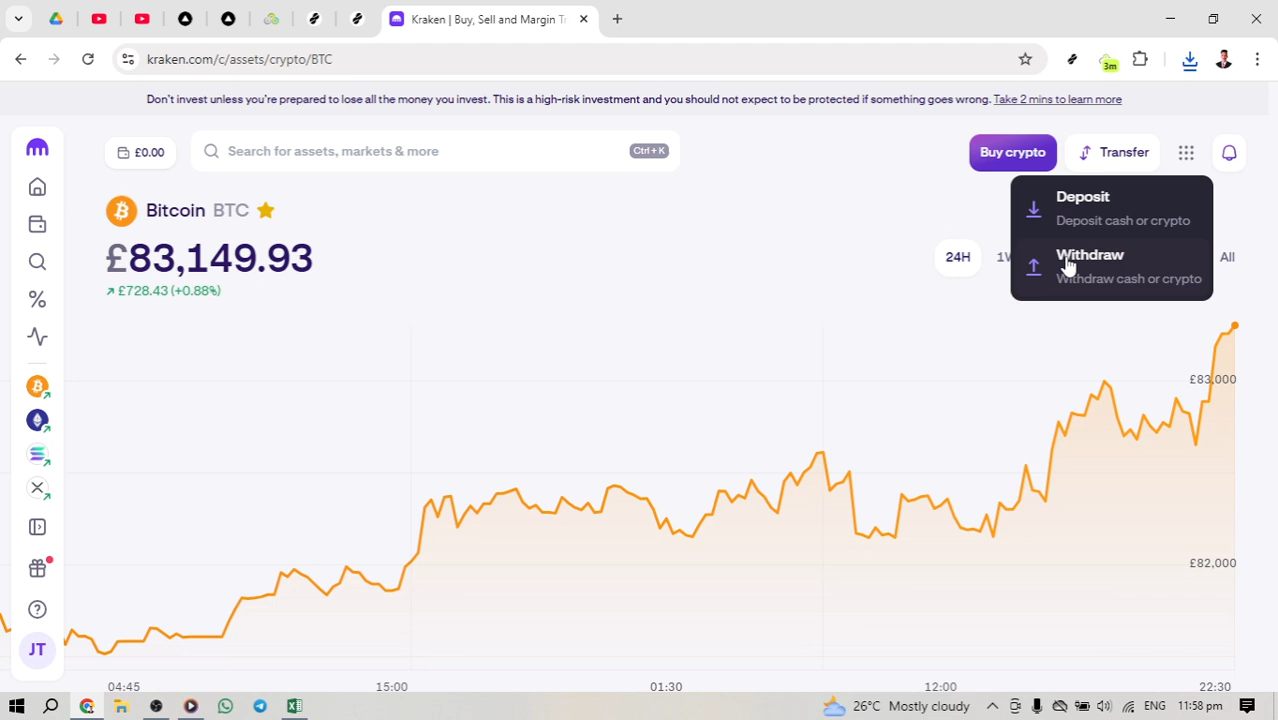 Kraken | Buy, Sell and Margin Tr
kraken.com/c/assets/crypto/BTC
3m
Don't invest unless you're prepared to lose all the money you invest. This is a high-risk investment and you should not expect to be protected if something goes wrong. Take 2 mins to learn more
£0.00
Search for assets, markets & more
Ctrl + K
Buy crypto
Transfer
Bitcoin BTC
Deposit
Deposit cash or crypto
£83,149.93
24H
1W
Withdraw
Withdraw cash or crypto
All
£728.43 (+0.88%)
£83,000
£82,000
JT
04:45
15:00
01:30
12:00
22:30
26°C Mostly cloudy
ENG
11:58 pm